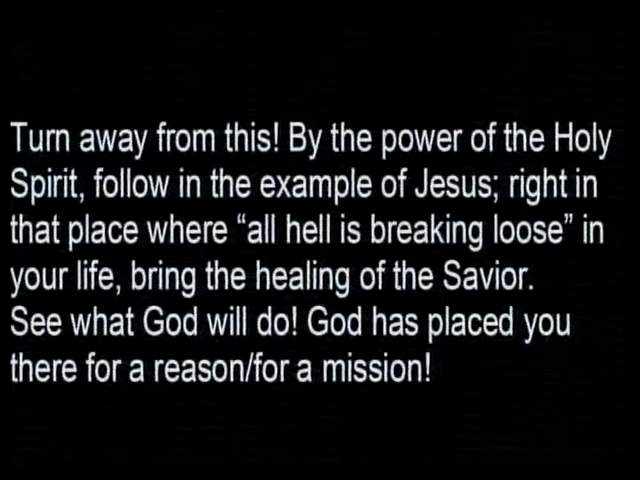 Turn away from this! By the power of the Holy
Spirit, follow in the example of Jesus; right in
that place where “all hell is breaking loose” in
your life, bring the healing of the Savior.
See what God will do! God has placed you
there for a reason/for a mission!